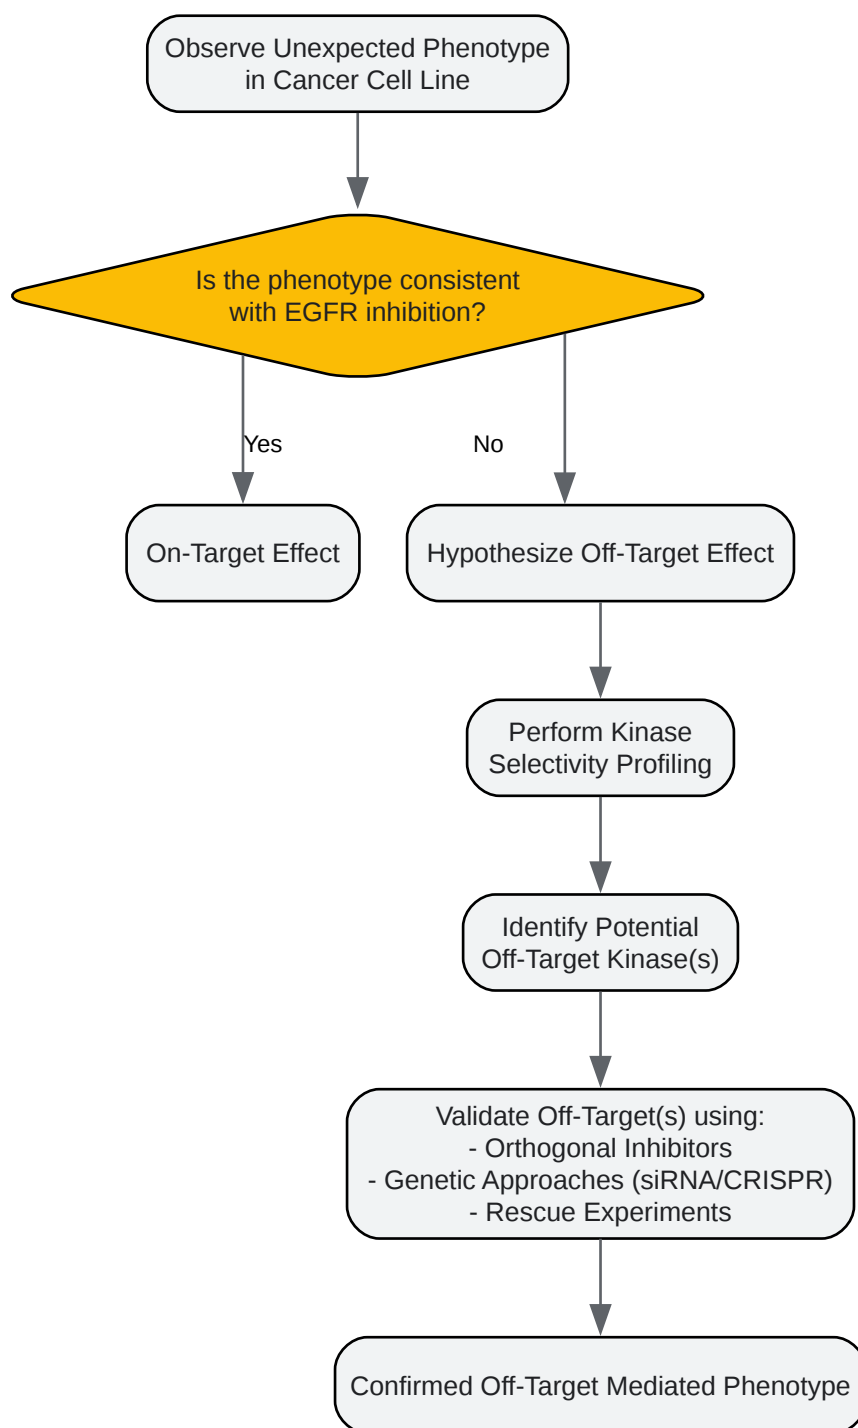 Observe Unexpected Phenotype
in Cancer Cell Line
Is the phenotype consistent
with EGFR inhibition?
Yes
No
On-Target Effect
Hypothesize Off-Target Effect
Perform Kinase
Selectivity Profiling
Identify Potential
Off-Target Kinase(s)
Validate Off-Target(s) using:
- Orthogonal Inhibitors
- Genetic Approaches (siRNA/CRISPR)
- Rescue Experiments
Confirmed Off-Target Mediated Phenotype